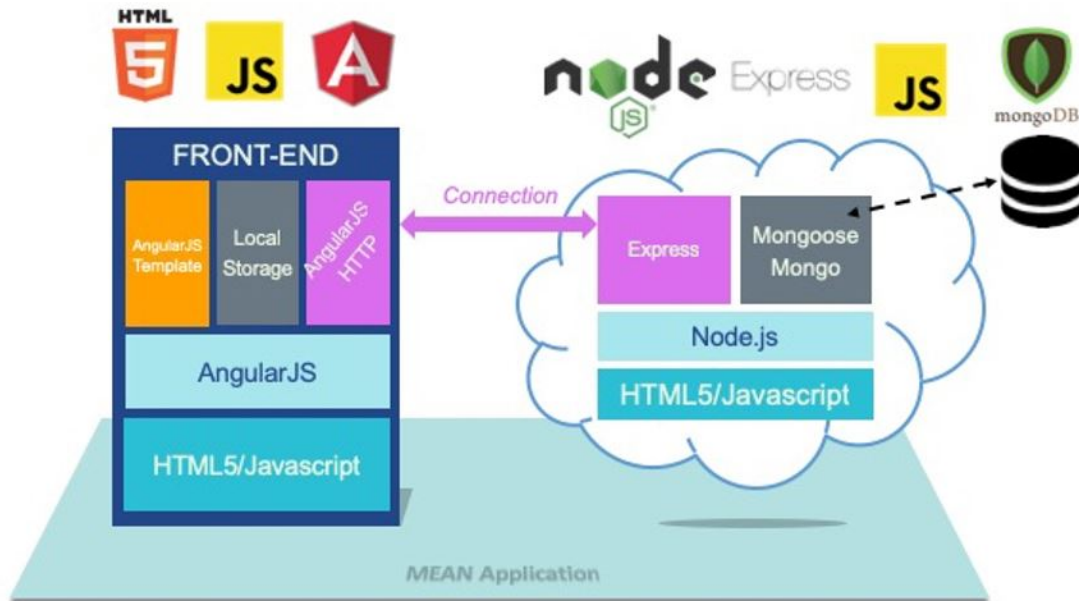 HTML
5
JS
A
node
JS
Express
JS
mongoDB
FRONT-END
AngularJS
Template
Local
Storage
AngularJS
HTTP
Connection
Express
Mongoose
Mongo
AngularJS
Node.js
HTML5/Javascript
HTML5/Javascript
MEAN Application